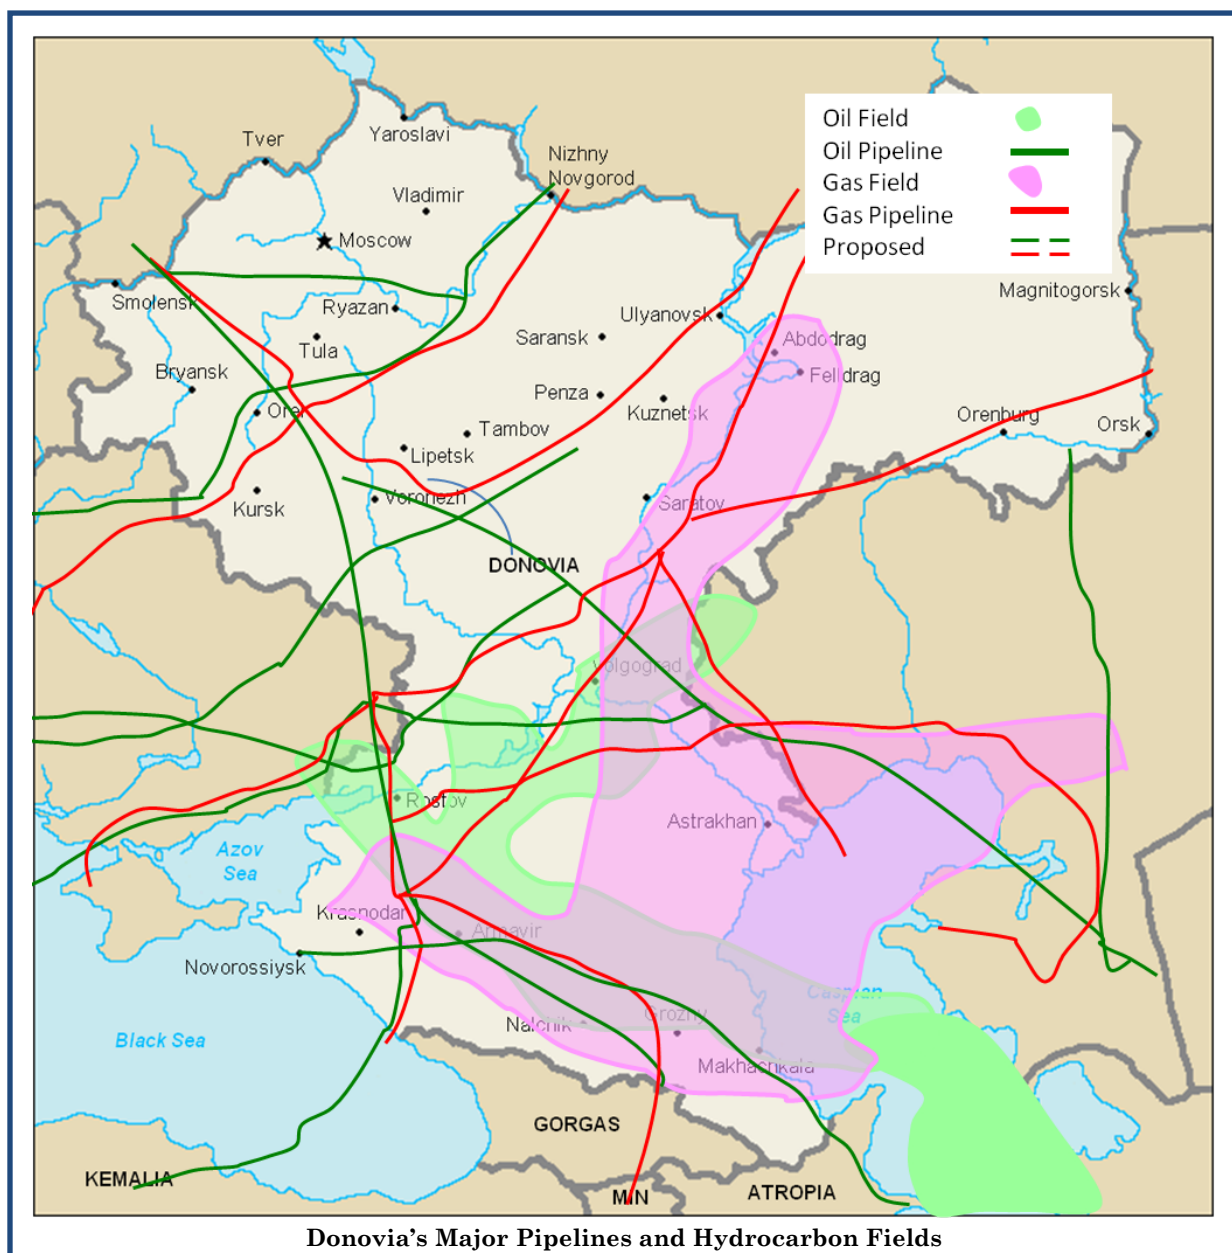 Oil Field
Oil Pipeline
Gas Field
Gas Pipeline
Proposed
Yaroslavi
Tver
Nizhny
Novgorod
Vladimir
Moscow
Smolensk
Ryazan
Magnitogorsk
Ulyanovsk
Saransk
Tula
Abdodrag
Felldrag
Bryansk
Penza
Kuznetsk
Orel
Orenburg
Orsk
Tambov
Lipetsk
Voronezh
Kursk
Saratov
DONOVIA
Volgograd
Rostov
Astrakhan
Azov
Sea
Krasnodar
Armavir
Novorossiysk
Caspian
Sea
Black Sea
Nalchik
Grozny
Makhachkala
GORGAS
KEMALIA
MIN
ATROPIA
Donovia's Major Pipelines and Hydrocarbon Fields